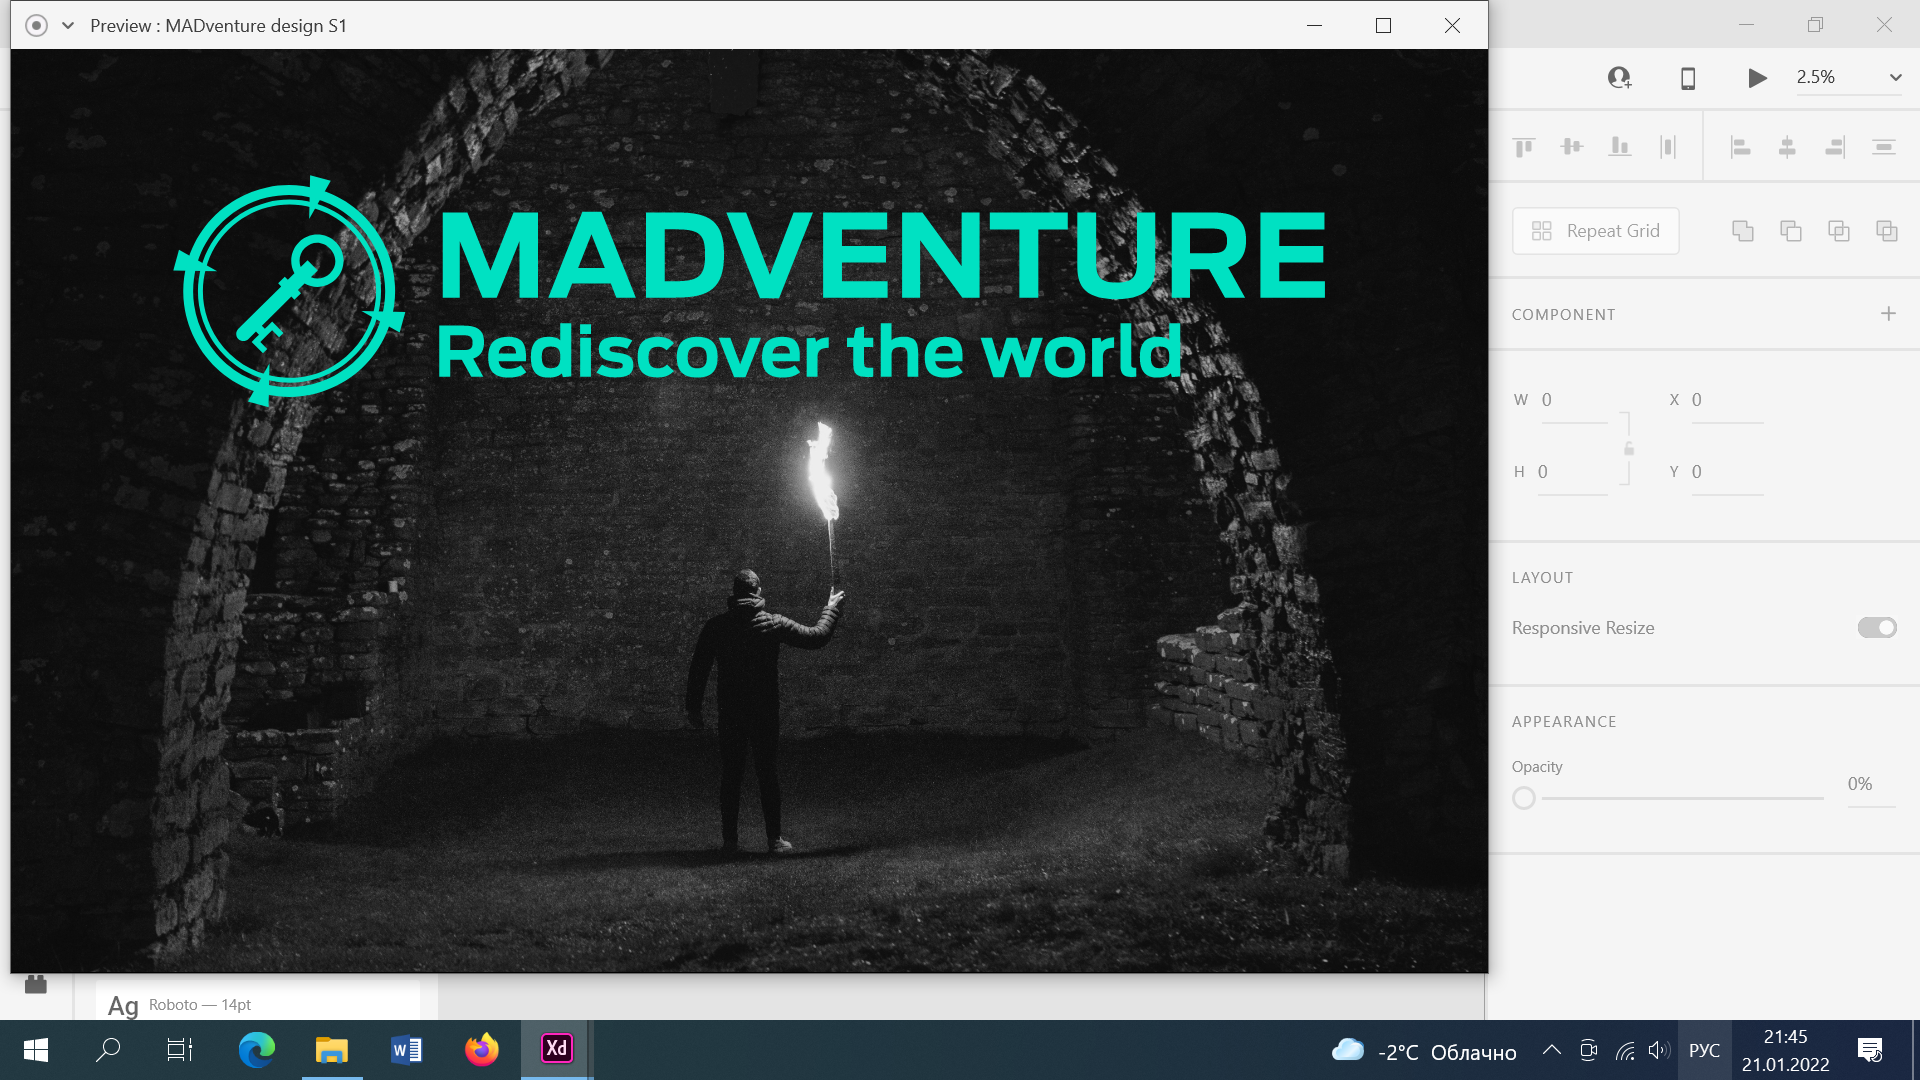 Preview : MADventure design S1
2.5%
MADVENTURE
Rediscover the world
Repeat Grid
COMPONENT
W 0
X 0
H 0
Y 0
LAYOUT
Responsive Resize
APPEARANCE
Opacity
0%
Ag Roboto — 14pt
Xd
-2°C Облачно
РУС
21:45
21.01.2022